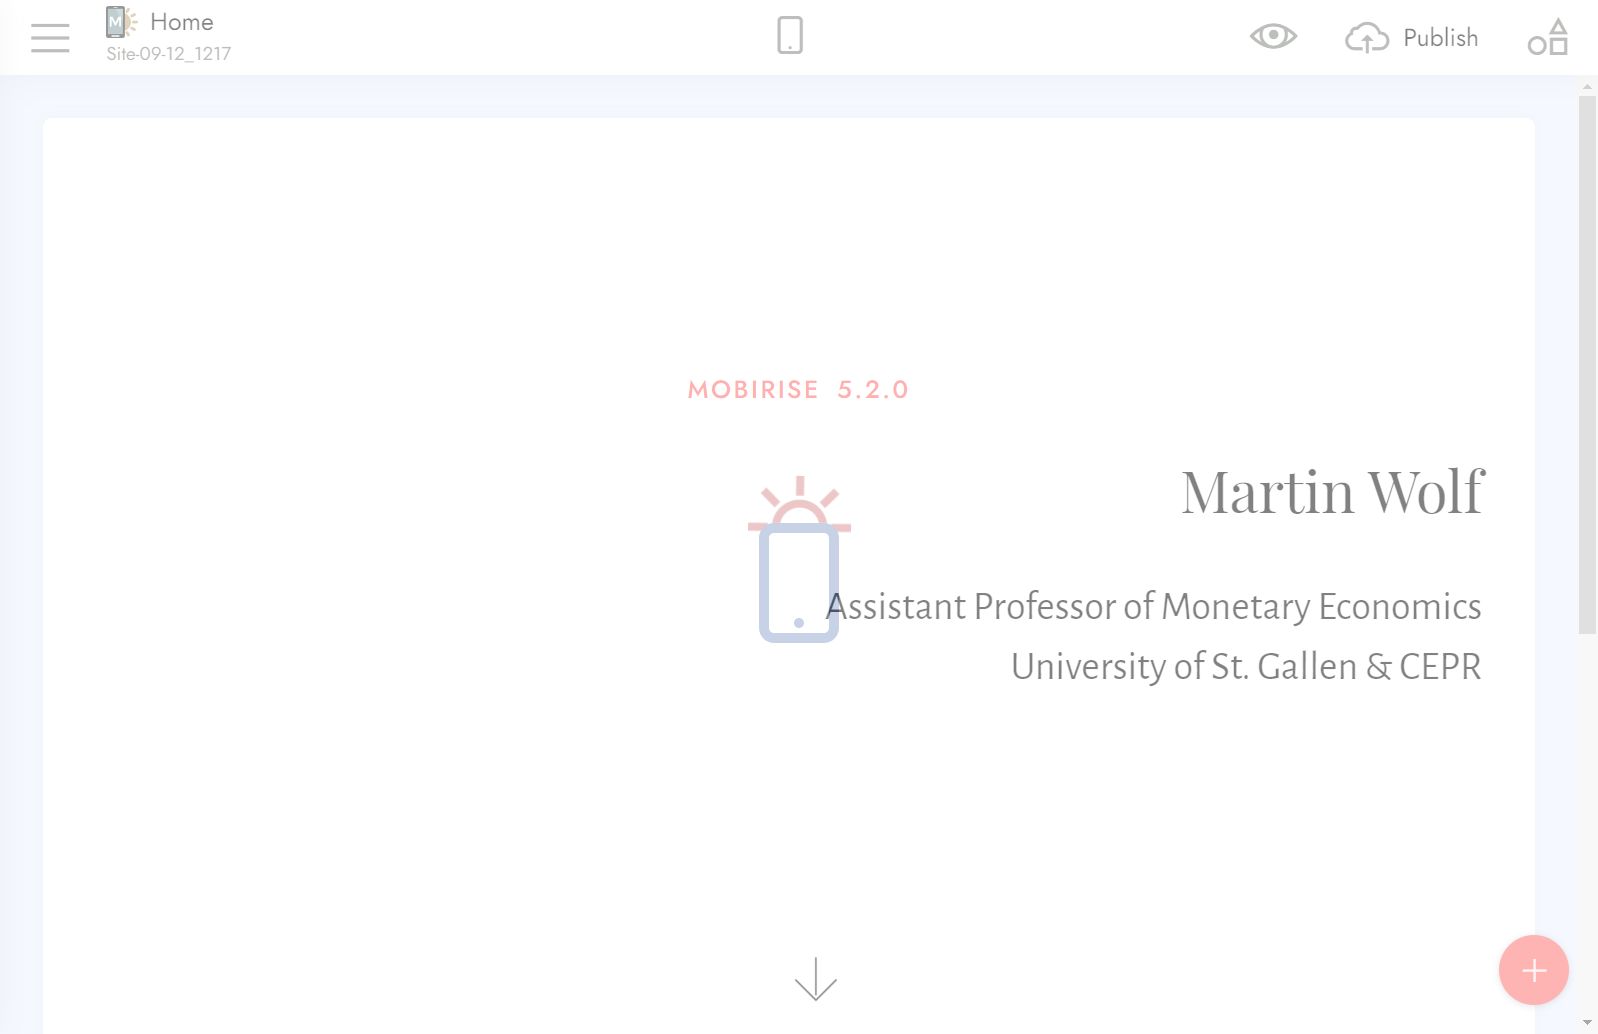 M Home
Site-09-12_1217
Publish
MOBIRISE 5.2.0
Martin Wolf
Assistant Professor of Monetary Economics
University of St. Gallen & CEPR